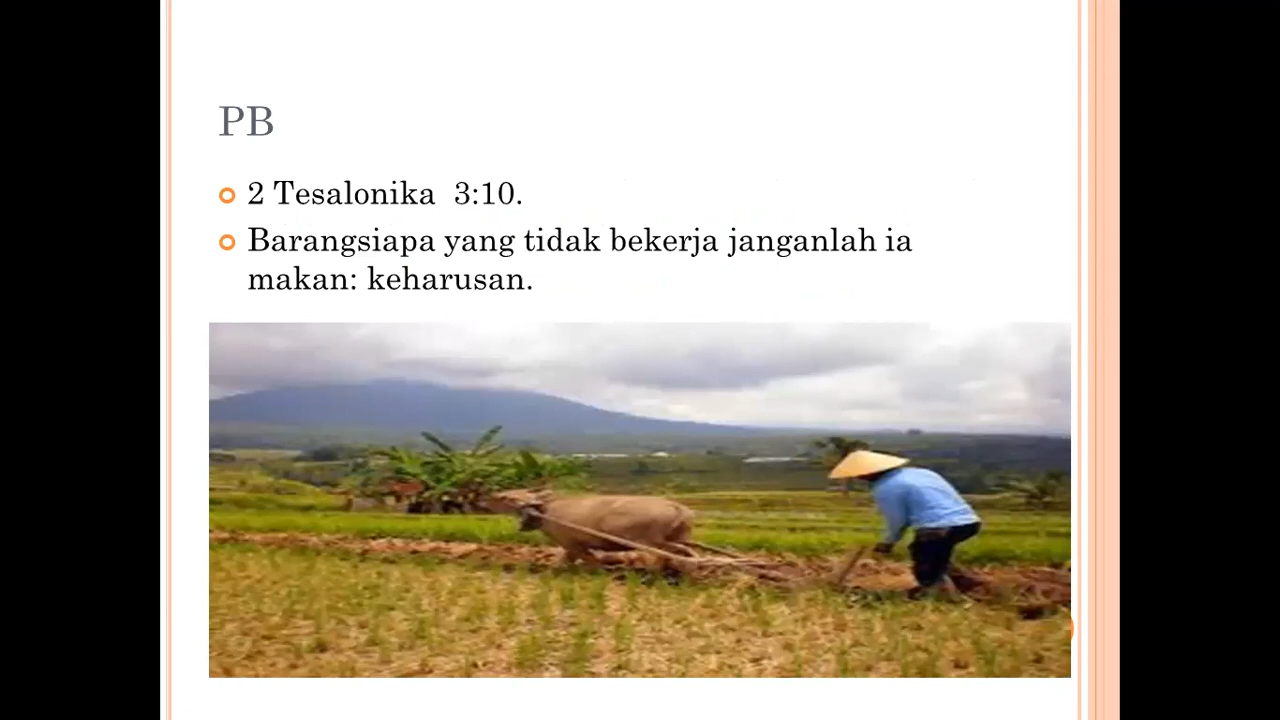 PB
2 Tesalonika 3:10.
Barangsiapa yang tidak bekerja janganlah ia
makan: keharusan.